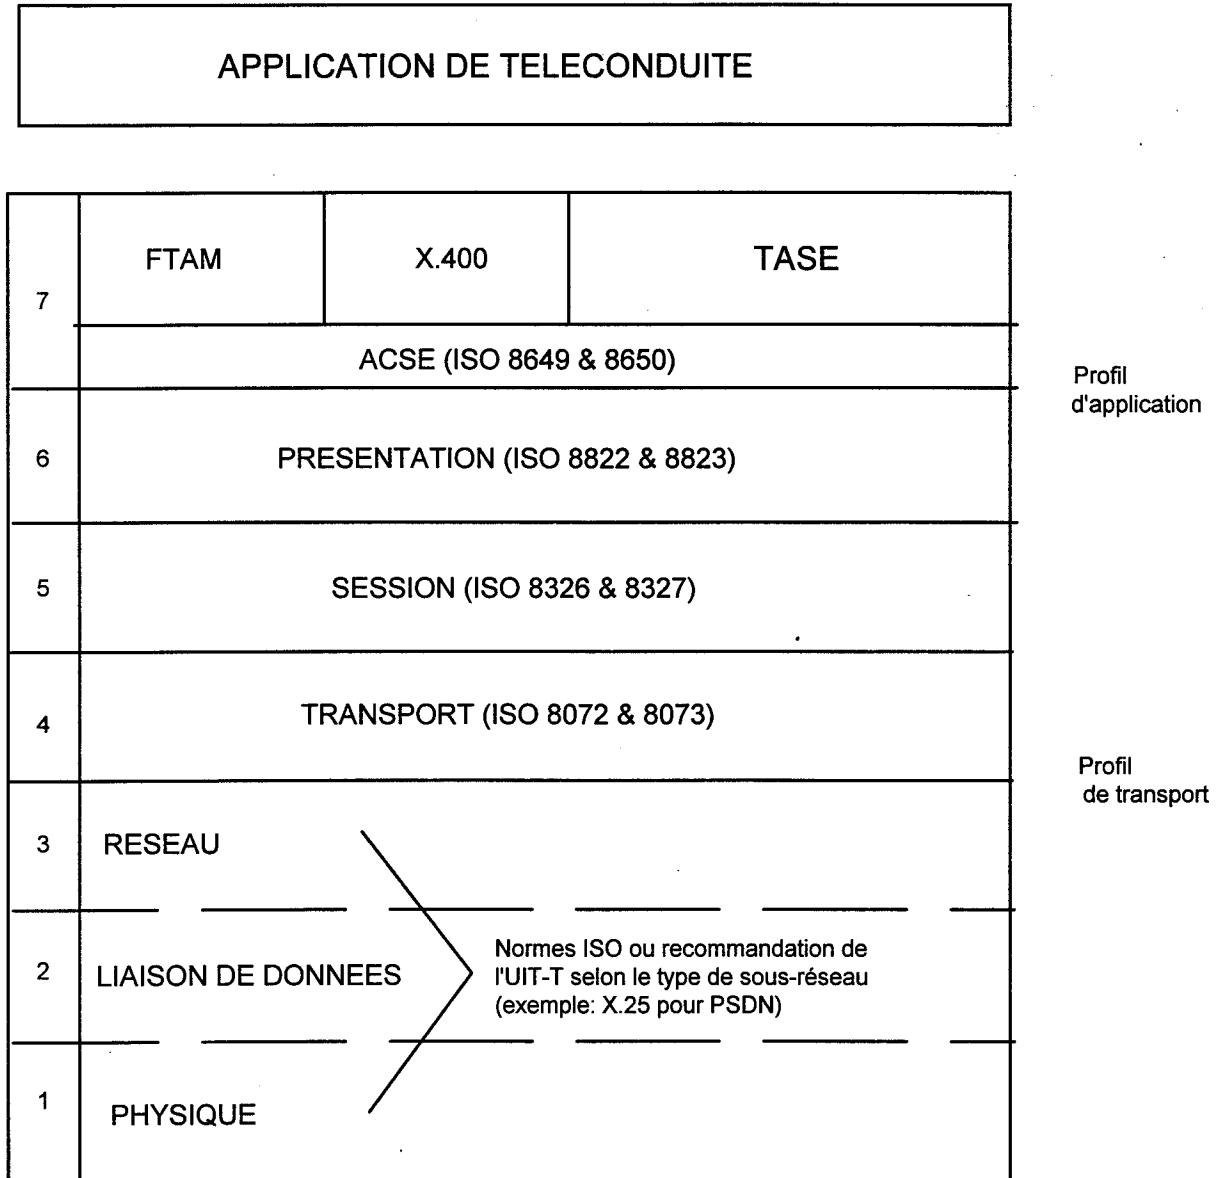 APPLICATION DE TELECONDUITE
7
FTAM
X.400
TASE
ACSE (ISO 8649 & 8650)
Profil
d'application
6
PRESENTATION (ISO 8822 & 8823)
5
SESSION (ISO 8326 & 8327)
4
TRANSPORT (ISO 8072 & 8073)
Profil
de transport
3
RESEAU
2
LIAISON DE DONNEES
Normes ISO ou recommandation de
l'UIT-T selon le type de sous-réseau
(exemple: X.25 pour PSDN)
1
PHYSIQUE